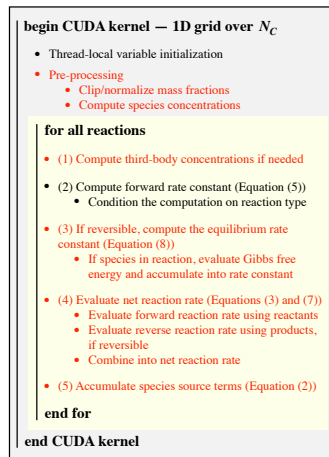 begin CUDA kernel — 1D grid over N_C
• Thread-local variable initialization
• Pre-processing
• Clip/normalize mass fractions
• Compute species concentrations
for all reactions
• (1) Compute third-body concentrations if needed
• (2) Compute forward rate constant (Equation (5))
• Condition the computation on reaction type
• (3) If reversible, compute the equilibrium rate
constant (Equation (8))
• If species in reaction, evaluate Gibbs free
energy and accumulate into rate constant
• (4) Evaluate net reaction rate (Equations (3) and (7))
• Evaluate forward reaction rate using reactants
• Evaluate reverse reaction rate using products,
if reversible
• Combine into net reaction rate
• (5) Accumulate species source terms (Equation (2))
end for
end CUDA kernel